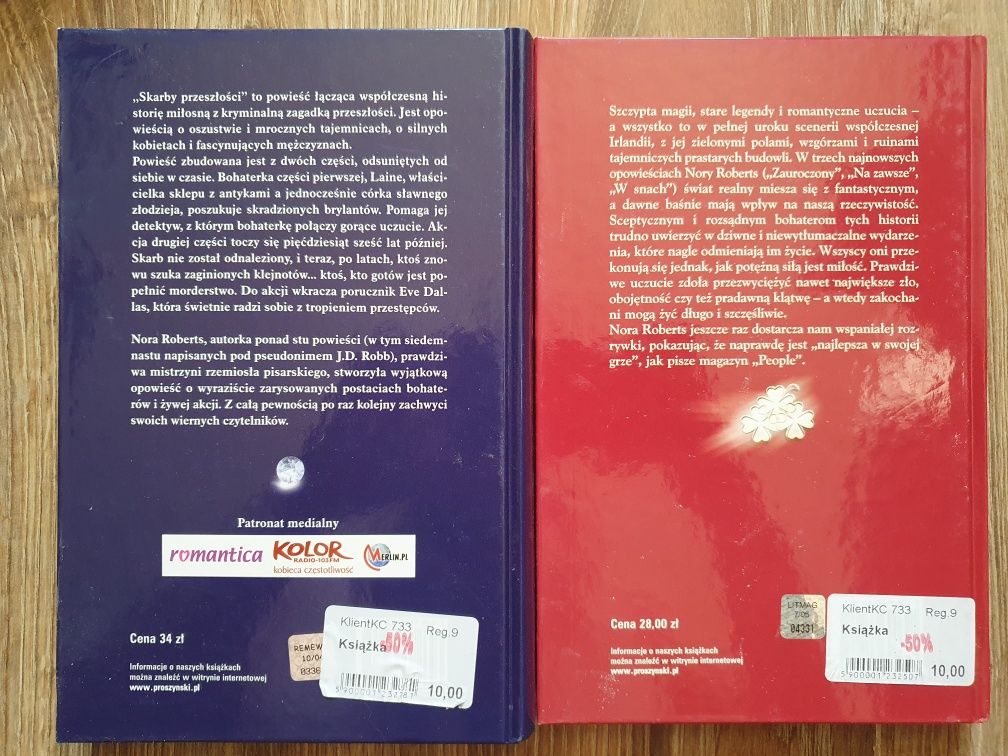 „Skarby przeszłości” to powieść łącząca współczesną hi-
storię miłosną z kryminalną zagadką przeszłości. Jest opo-
wieścią o oszustwie i mrocznych tajemnicach, o silnych
kobietach i fascynujących mężczyznach.
Powieść zbudowana jest z dwóch części, odsuniętych od
siebie w czasie. Bohaterka części pierwszej, Laine, właści-
cielka sklepu z antykami a jednocześnie córka sławnego
złodzieja, poszukuje skradzionych brylantów. Pomaga jej
detektyw, z którym bohaterkę połączy gorące uczucie. Ak-
cja drugiej części toczy się pięćdziesiąt sześć lat później.
Skarb nie został odnaleziony, i teraz, po latach, ktoś zno-
wu szuka zaginionych klejnotów... ktoś, kto gotów jest po-
pełnić morderstwo. Do akcji wkracza porucznik Eve Dal-
las, która świetnie radzi sobie z tropieniem przestępców.
Nora Roberts, autorka ponad stu powieści (w tym siedem-
nastu napisanych pod pseudonimem J.D. Robb), prawdzi-
wa mistrzyni rzemiosła pisarskiego, stworzyła wyjątkową
opowieść o wyraziście zarysowanych postaciach bohate-
rów i żywej akcji. Z całą pewnością po raz kolejny zachwyci
swoich wiernych czytelników.
Patronat medialny
romantica
KOLOR
RADIO-103FM
kobieca częstotliwość
MERLIN.PL
Cena 34 zł
Informacje o naszych książkach
można znaleźć w witrynie internetowej
www.proszynski.pl
REMEW
10/04
KlientKC 733 Reg.9
Książka
-50%
5900001232187
10,00
Szczypta magii, stare legendy i romantyczne uczucia –
a wszystko to w pełnej uroku scenerii współczesnej
Irlandii, z jej zielonymi polami, wzgórzami i ruinami
tajemniczych prastarych budowli. W trzech najnowszych
opowieściach Nory Roberts („Zauroczony”, „Na zawsze”,
„W snach”) świat realny miesza się z fantastycznym,
a dawne baśnie mają wpływ na naszą rzeczywistość.
Sceptycznym i rozsądnym bohaterom tych historii
trudno uwierzyć w dziwne i niewytłumaczalne wydarze-
nia, które nagle odmieniają im życie. Wszyscy oni prze-
konują się jednak, jak potężną siłą jest miłość. Prawdzi-
we uczucie zdoła przezwyciężyć nawet największe zło,
obojętność czy też pradawną klątwę – a wtedy zakocha-
ni mogą żyć długo i szczęśliwie.
Nora Roberts jeszcze raz dostarcza nam wspaniałej roz-
rywki, pokazując, że naprawdę jest „najlepsza w swojej
grze”, jak pisze magazyn „People”.
Cena 28,00 zł
Informacje o naszych książkach
można znaleźć w witrynie internetowej
www.proszynski.pl
LITMAG
7/05
04331
KlientKC 733 Reg.9
Książka
-50%
5900001232507
10,00